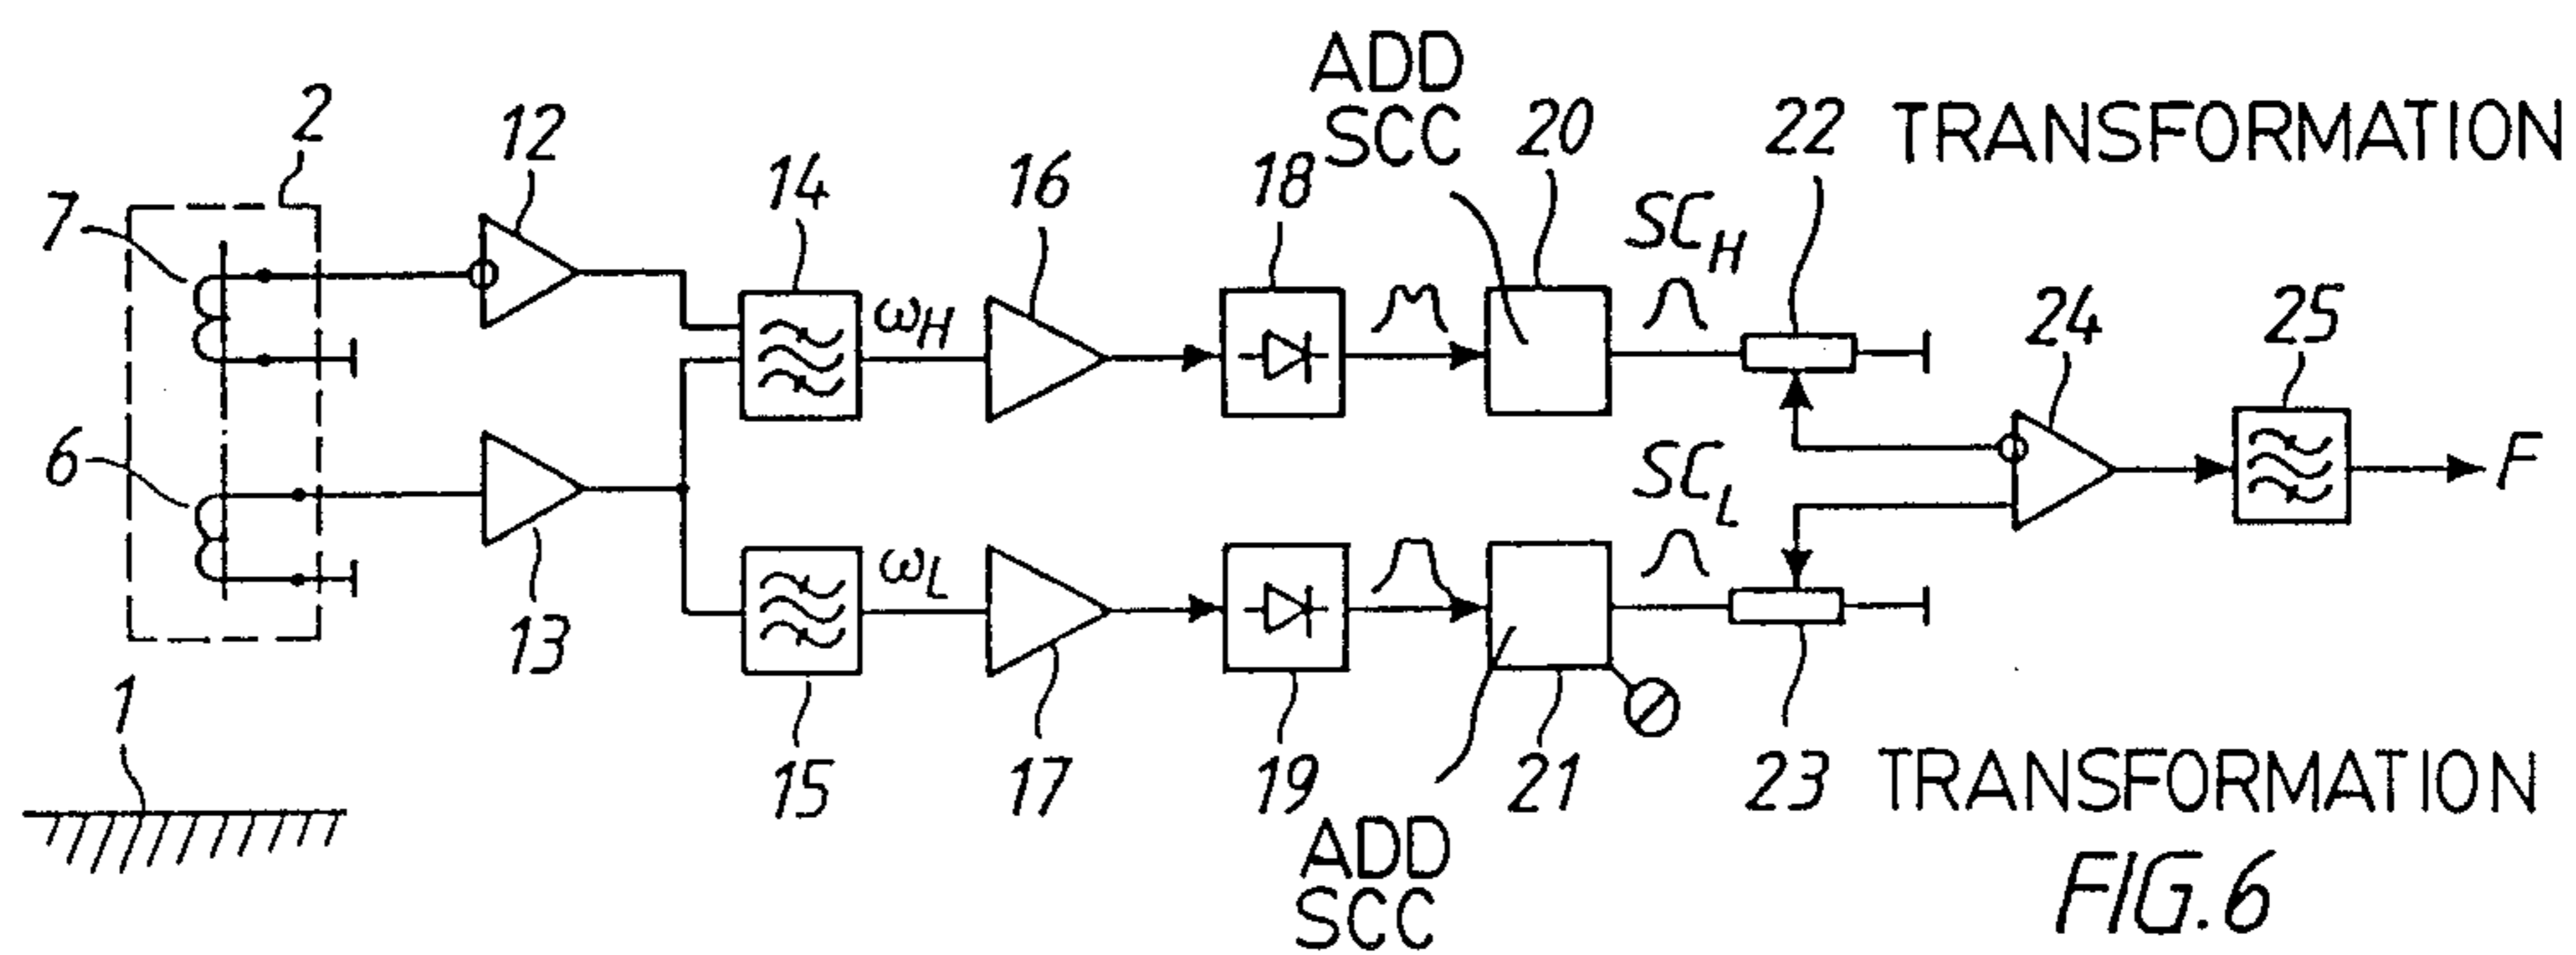 ADD
SCC
2
12
20
22
TRANSFORMATION
7
14
16
18
SC_H
ω_H
24
25
6
SC_L
F
ω_L
13
1
15
17
19
21
23
TRANSFORMATION
ADD
SCC
FIG.6